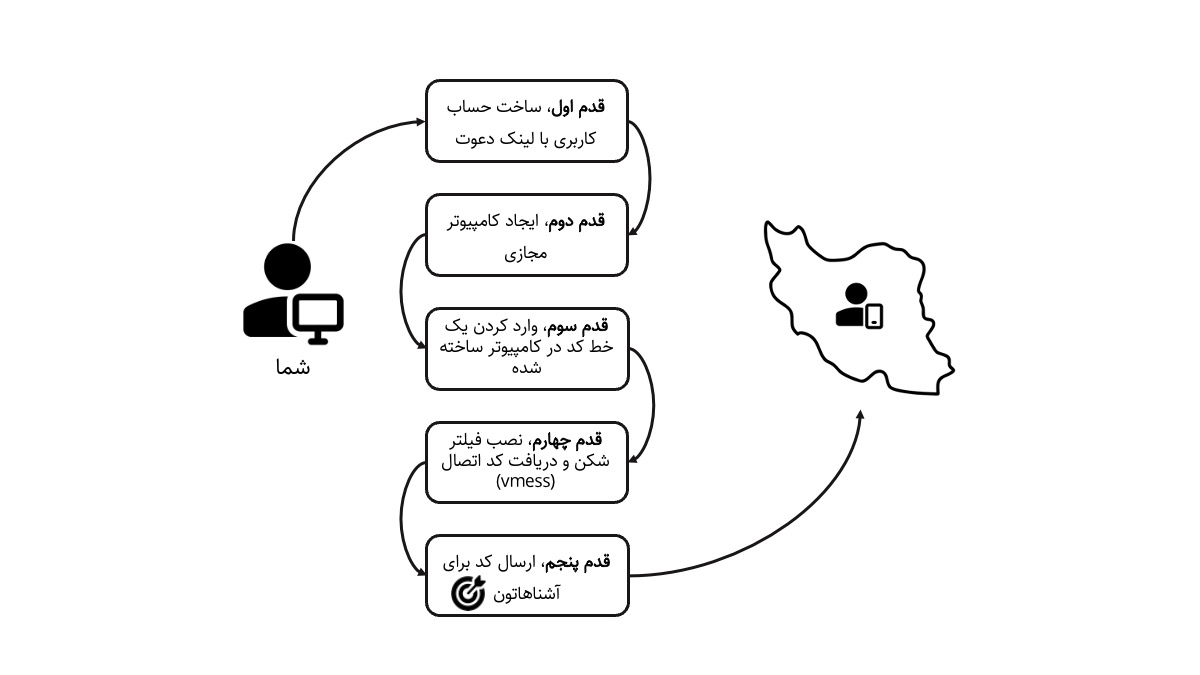 قدم اول، ساخت حساب
کاربری با لینک دعوت
قدم دوم، ایجاد کامپیوتر
مجازی
قدم سوم، وارد کردن یک
خط کد در کامپیوتر ساخته
شده
قدم چهارم، نصب فیلتر
شکن و دریافت کد اتصال
(vmess)
قدم پنجم، ارسال کد برای
آشناهاتون
شما